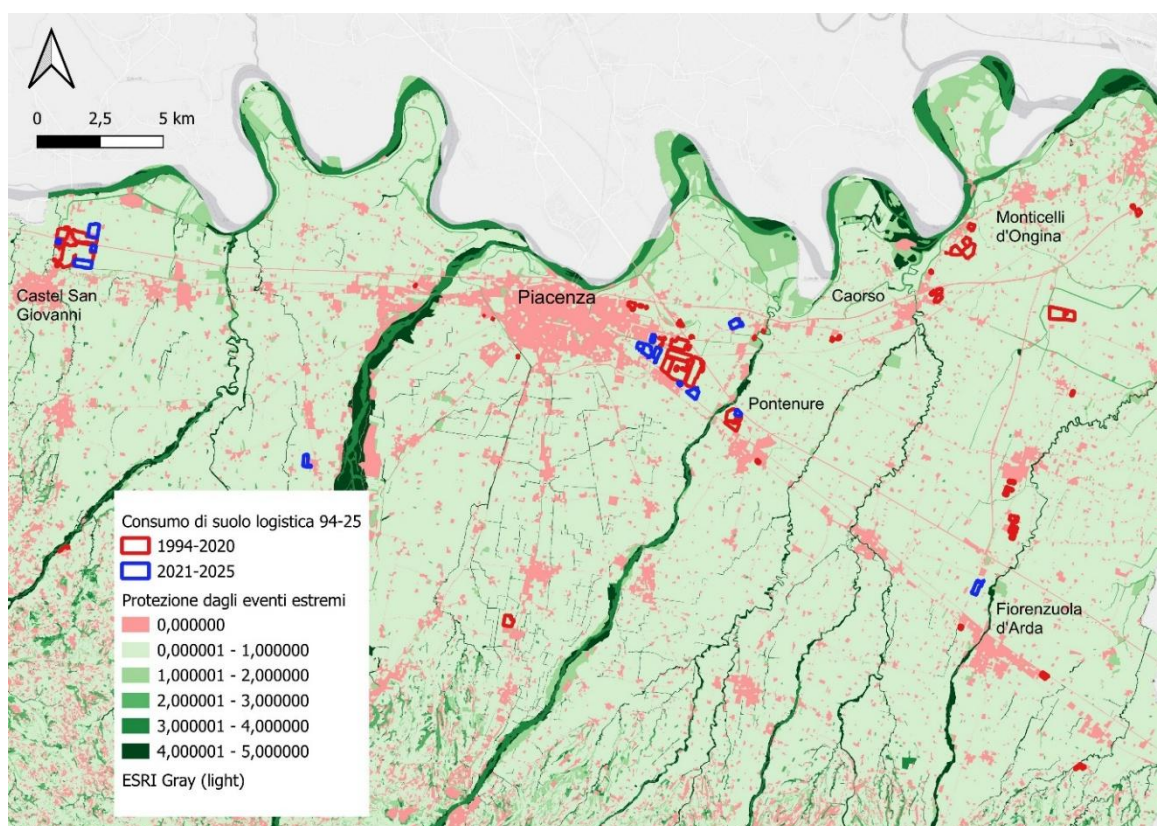 0 2,5 5 km
Monticelli
d'Ongina
Castel San
Giovanni
Piacenza
Caorso
Pontenure
Fiorenzuola
d'Arda
Consumo di suolo logistica 94-25
1994-2020
2021-2025
Protezione dagli eventi estremi
0,000000
0,000001 - 1,000000
1,000001 - 2,000000
2,000001 - 3,000000
3,000001 - 4,000000
4,000001 - 5,000000
ESRI Gray (light)